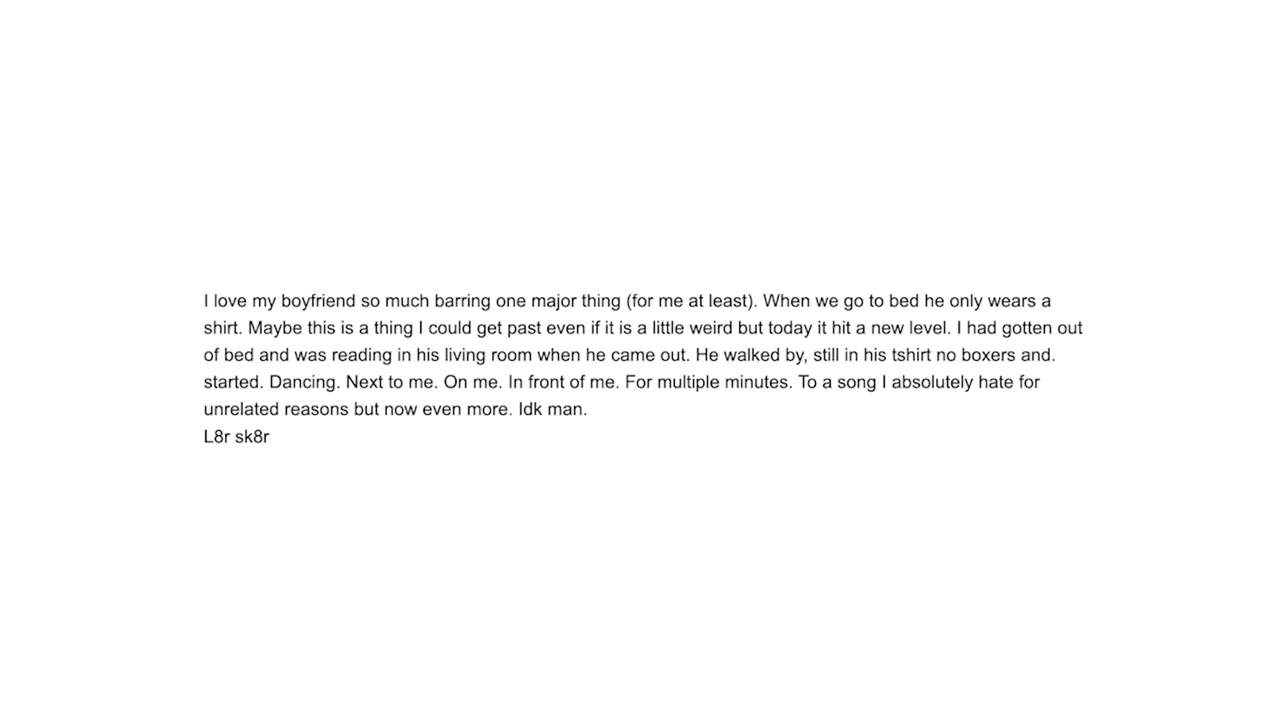 I love my boyfriend so much barring one major thing (for me at least). When we go to bed he only wears a
shirt. Maybe this is a thing I could get past even if it is a little weird but today it hit a new level. I had gotten out
of bed and was reading in his living room when he came out. He walked by, still in his tshirt no boxers and.
started. Dancing. Next to me. On me. In front of me. For multiple minutes. To a song I absolutely hate for
unrelated reasons but now even more. Idk man.
L8r sk8r